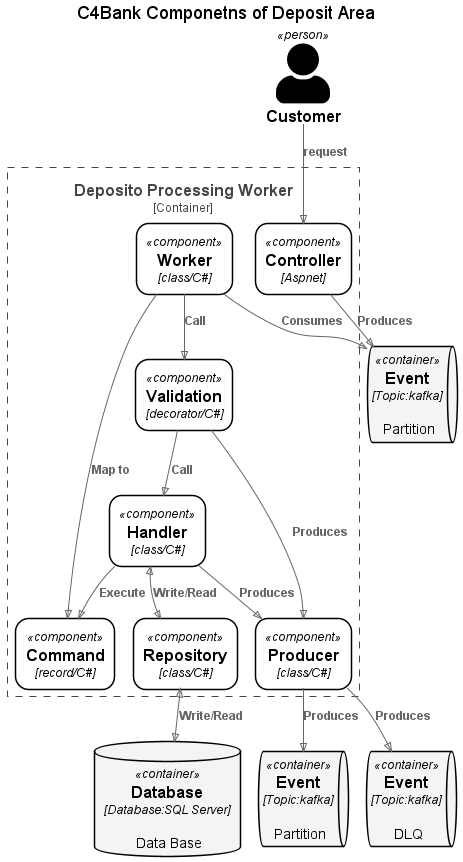 C4Bank Componetns of Deposit Area
«person»
Customer
request
Deposito Processing Worker
[Container]
«component»
Worker
[class/C#]
«component»
Controller
[Aspnet]
Call
Consumes
Produces
«container»
Event
[Topic:kafka]
Partition
«component»
Validation
[decorator/C#]
Map to
Call
Produces
«component»
Handler
[class/C#]
Execute
Write/Read
Produces
«component»
Command
[record/C#]
«component»
Repository
[class/C#]
«component»
Producer
[class/C#]
Write/Read
Produces
Produces
«container»
Database
[Database:SQL Server]
Data Base
«container»
Event
[Topic:kafka]
Partition
«container»
Event
[Topic:kafka]
DLQ